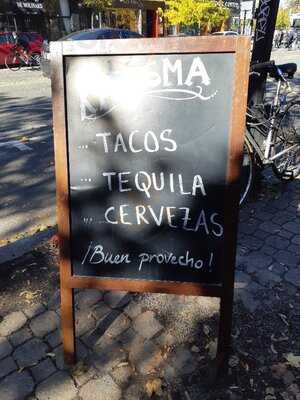 ... TACOS
... TEQUILA
... CERVEZAS
¡Buen provecho!